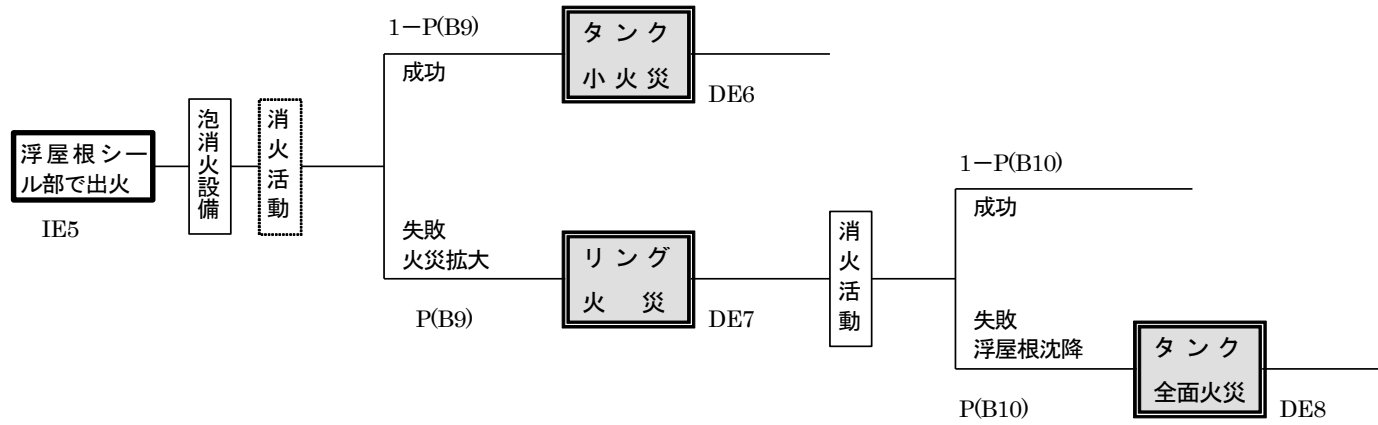 浮屋根シー
ル部で出火
IE5
泡消火設備
消火活動
1－P(B9)
成功
タンク
小火災
DE6
失敗
火災拡大
P(B9)
リング
火　災
DE7
消火活動
1－P(B10)
成功
失敗
浮屋根沈降
P(B10)
タンク
全面火災
DE8